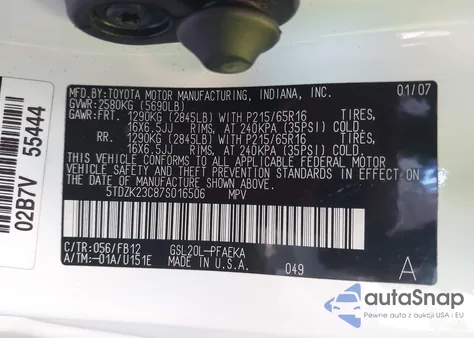 MFD.BY:TOYOTA MOTOR MANUFACTURING, INDIANA, INC. 01/07
GVWR:2580KG (5690LB)
GAWR:FRT. 1290KG (2845LB) WITH P215/65R16 TIRES,
16X6.5JJ RIMS, AT 240KPA (35PSI) COLD.
RR. 1290KG (2845LB) WITH P215/65R16 TIRES,
16X6.5JJ RIMS, AT 240KPA (35PSI) COLD.
THIS VEHICLE CONFORMS TO ALL APPLICABLE FEDERAL MOTOR
VEHICLE SAFETY STANDARDS IN EFFECT ON THE DATE OF
MANUFACTURE SHOWN ABOVE.
5TDZK23C87S016506 MPV
C/TR:056/FB12 GSL20L-PFAEKA
A/TM:-01A/U151E MADE IN U.S.A. 049 A
02B7V 55444
autoSnap
Pewne auta z aukcji USA i EU